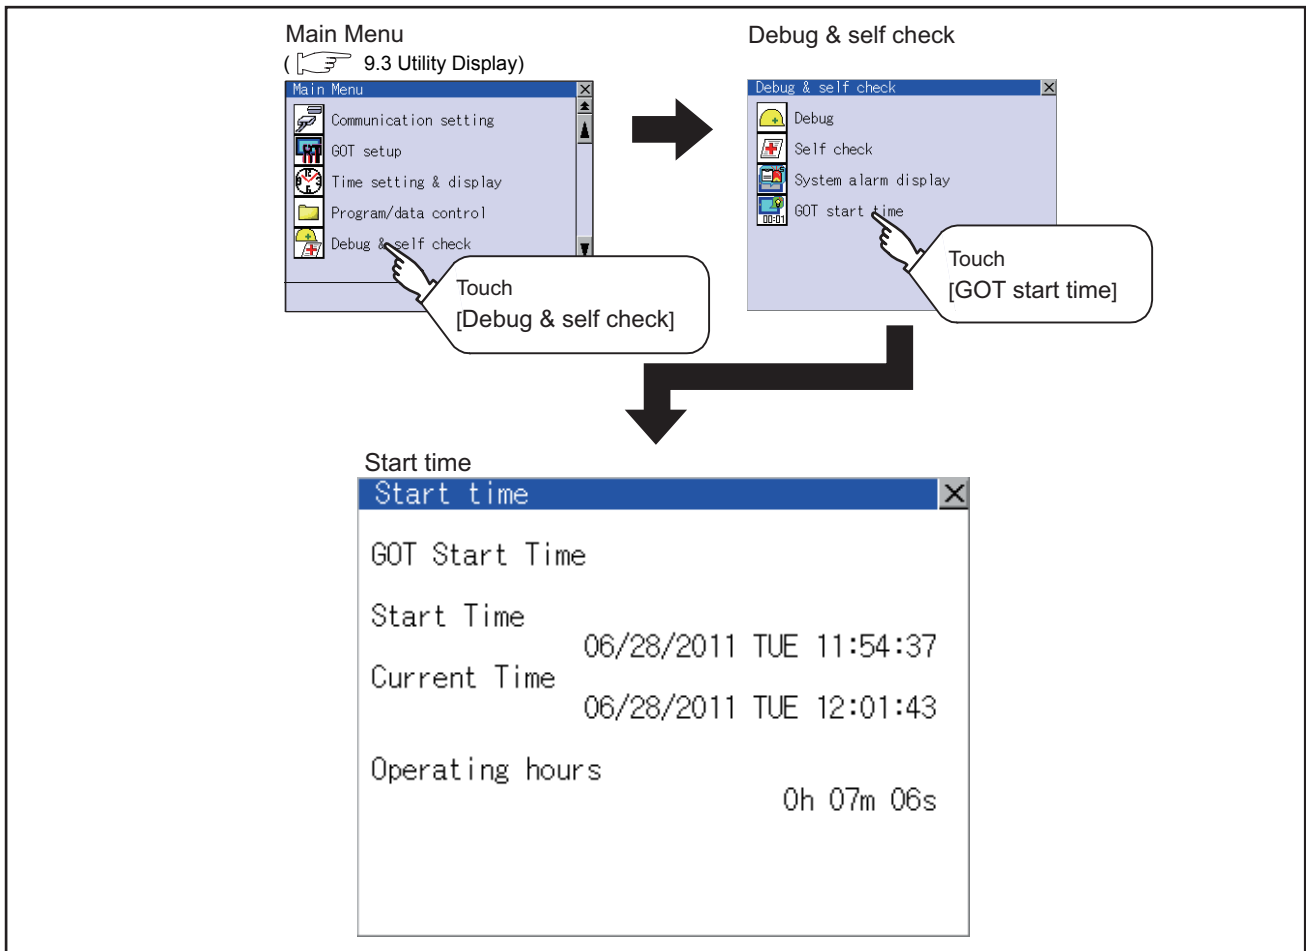 Main Menu
( 9.3 Utility Display)
Main Menu
Communication setting
GOT setup
Time setting & display
Program/data control
Debug & self check
Touch
[Debug & self check]
Debug & self check
Debug & self check
Debug
Self check
System alarm display
GOT start time
00:01
Touch
[GOT start time]
Start time
Start time
GOT Start Time
Start Time
06/28/2011 TUE 11:54:37
Current Time
06/28/2011 TUE 12:01:43
Operating hours
0h 07m 06s